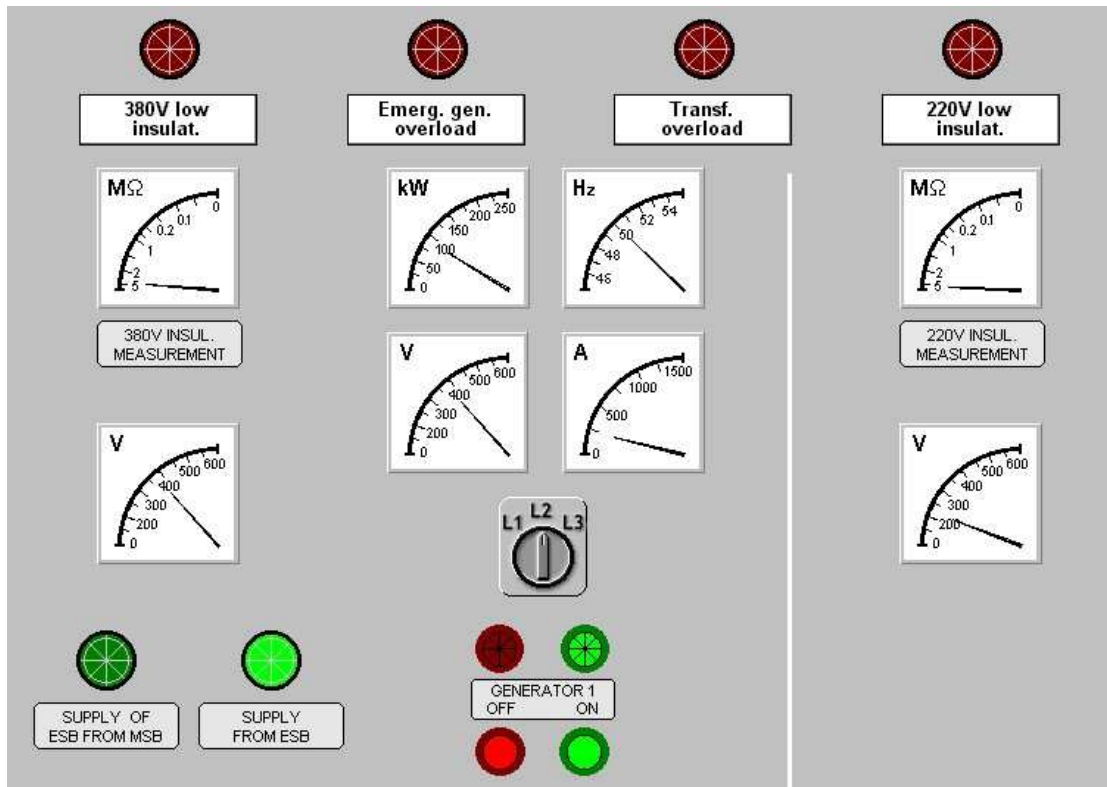 380V low
insulat.
Emerg. gen.
overload
Transf.
overload
220V low
insulat.
MΩ
0
0.1
0.2
1
2
5
380V INSUL.
MEASUREMENT
kW
250
200
150
100
50
0
Hz
54
52
50
48
46
MΩ
0
0.1
0.2
1
2
5
220V INSUL.
MEASUREMENT
V
600
500
400
300
200
0
A
1500
1000
500
0
V
600
500
400
300
200
0
V
600
500
400
300
200
0
L1 L2 L3
SUPPLY OF
ESB FROM MSB
SUPPLY
FROM ESB
GENERATOR 1
OFF ON